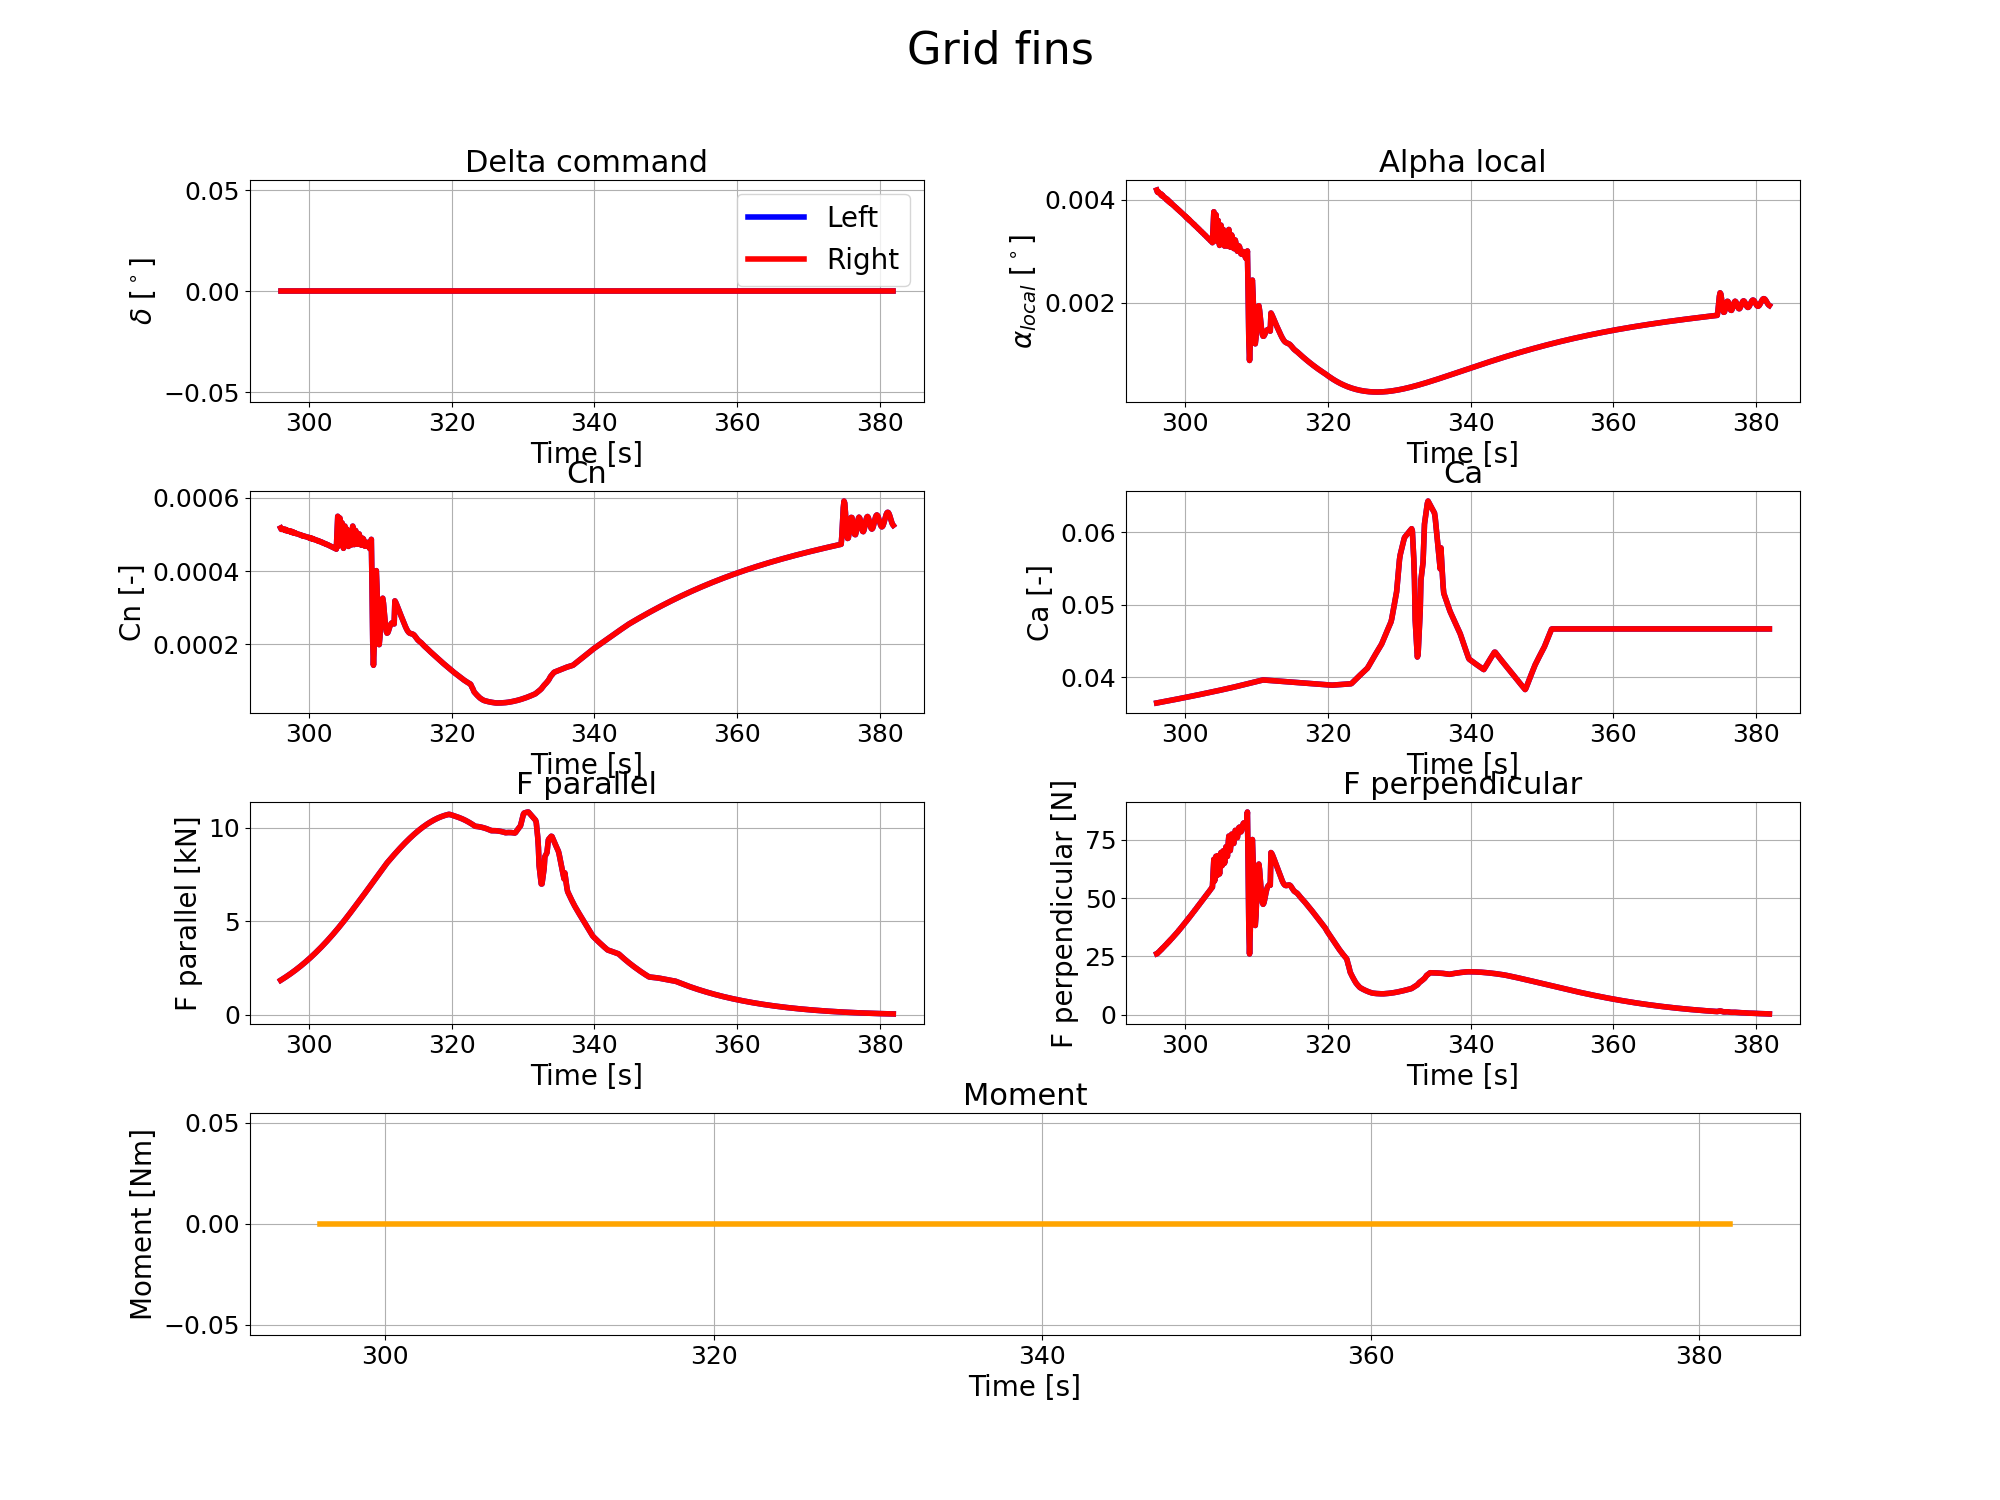 Grid fins
Delta command
δ [°]
0.05
0.00
−0.05
Left
Right
300 320 340 360 380
Time [s]
Alpha local
α_local [°]
0.004
0.002
300 320 340 360 380
Time [s]
Cn
Cn [-]
0.0006
0.0004
0.0002
300 320 340 360 380
Time [s]
Ca
Ca [-]
0.06
0.05
0.04
300 320 340 360 380
Time [s]
F parallel
F parallel [kN]
10
5
0
300 320 340 360 380
Time [s]
F perpendicular
F perpendicular [N]
75
50
25
0
300 320 340 360 380
Time [s]
Moment
Moment [Nm]
0.05
0.00
−0.05
300 320 340 360 380
Time [s]